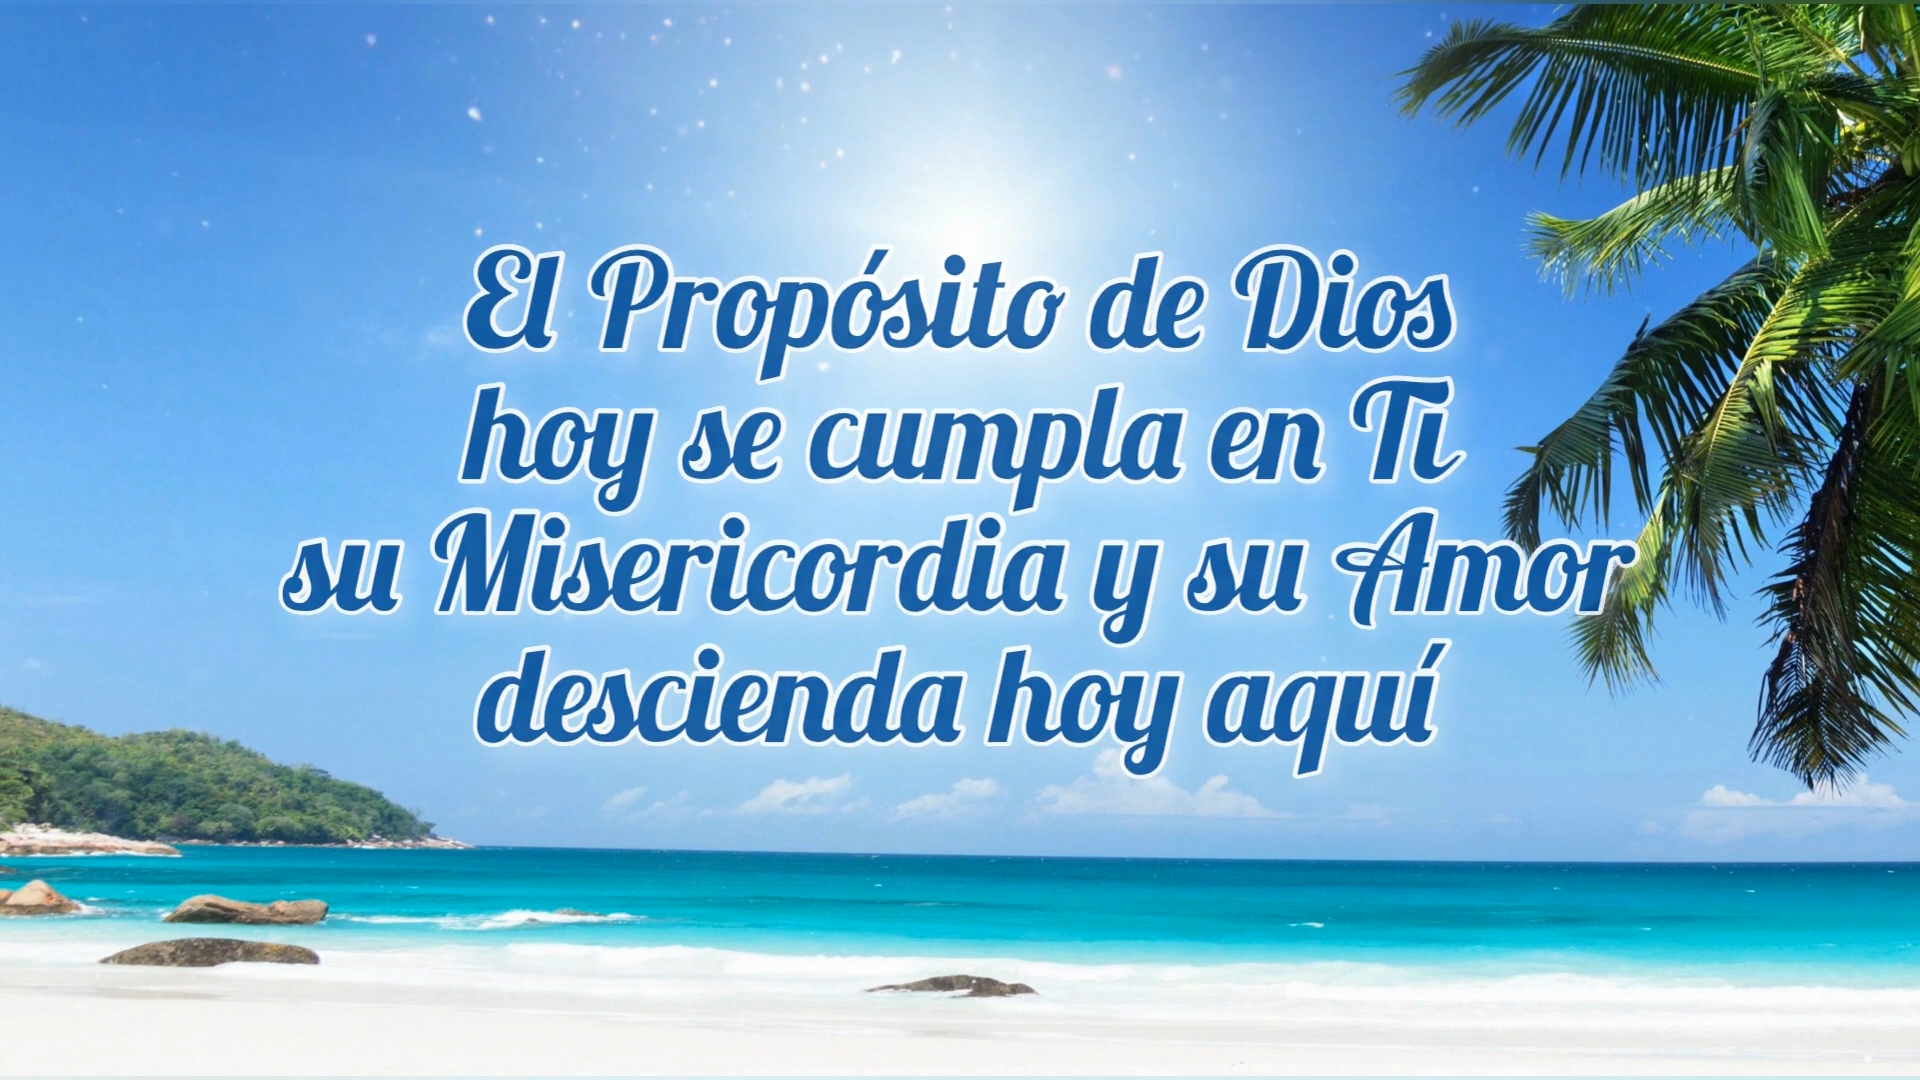 El Propósito de Dios
hoy se cumpla en Ti
su Misericordia y su Amor
descienda hoy aquí